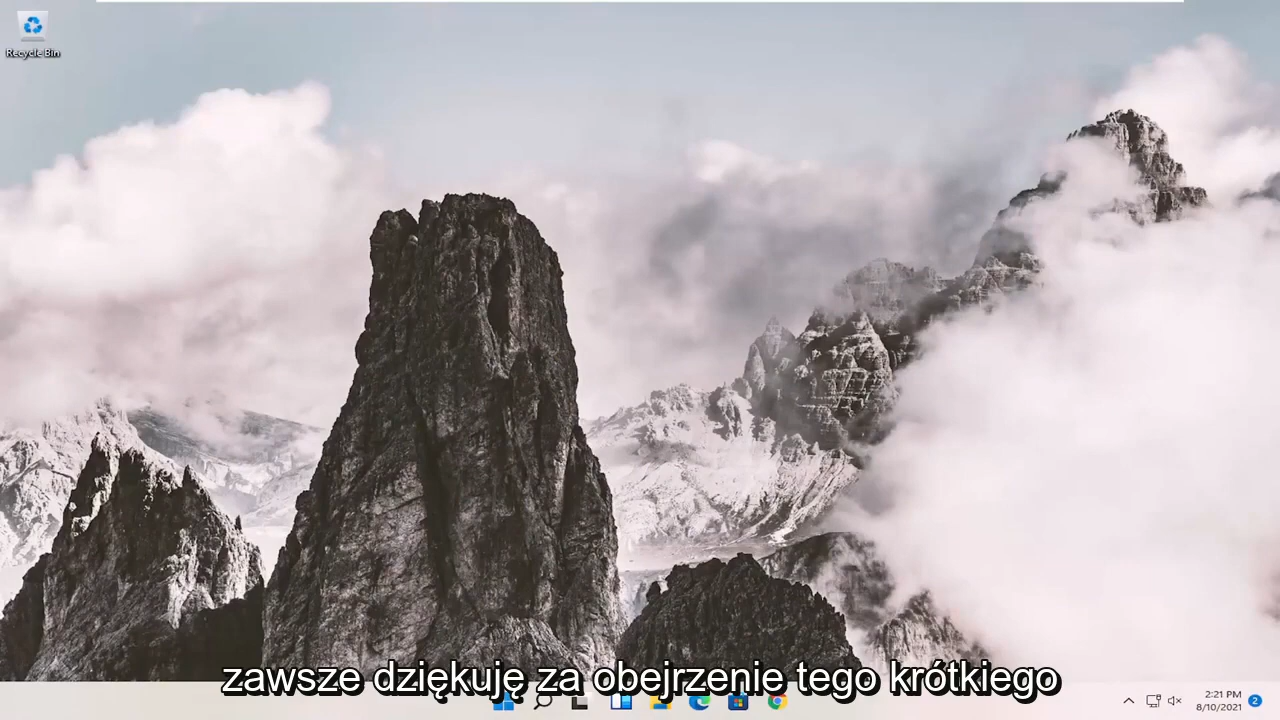 Recycle Bin
zawsze dziękuję za obejrzenie tego krótkiego
2:21 PM
8/10/2021
2